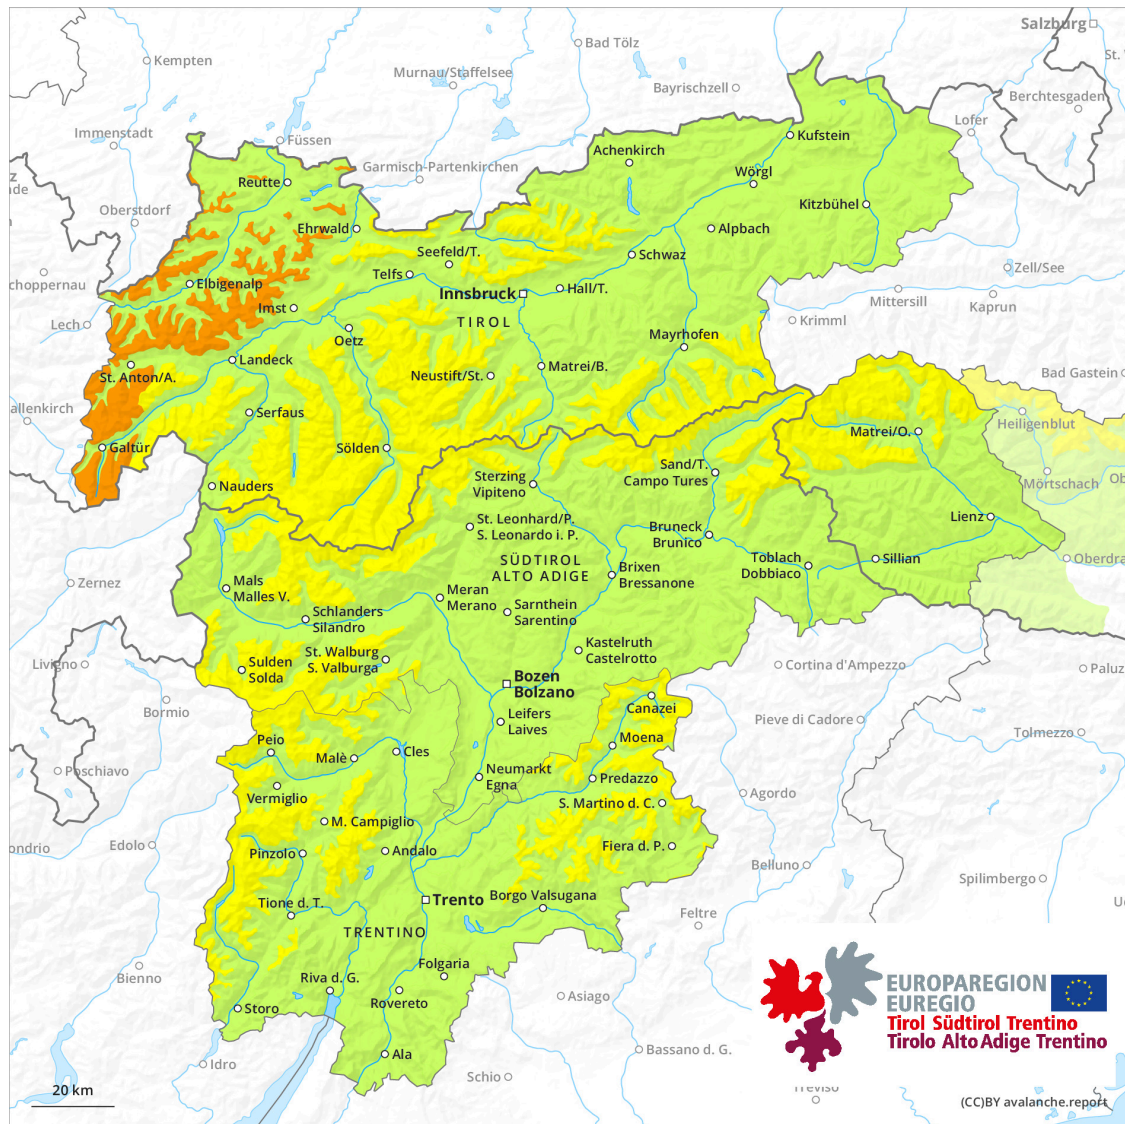 Salzburg
Bad Tölz
Kempten
Murnau/Staffelsee
St.
Bayrischzell
Berchtesgaden
Immenstadt
Füssen
Kufstein
Lofer
Achenkirch
Garmisch-Partenkirchen
Reutte
Wörgl
Kitzbühel
Oberstdorf
Ehrwald
Alpbach
Seefeld/T.
Schwaz
Telfs
Zell/See
choppernau
Elbigenalp
Innsbruck
Hall/T.
Mittersill
Kaprun
Imst
Lech
TIROL
Krimml
Oetz
Mayrhofen
Landeck
Matrei/B.
St. Anton/A.
Neustift/St.
Bad Gastein
allenkirch
Serfaus
Heiligenblut
Matrei/O.
Galtür
Sölden
Sand/T.
Campo Tures
Sterzing
Vipiteno
Mörtschach
Ob
Nauders
St. Leonhard/P.
S. Leonardo i. P.
Bruneck
Brunico
Lienz
SÜDTIROL
ALTO ADIGE
Toblach
Dobbiaco
Sillian
Oberdra
Brixen
Bressanone
Zernez
Mals
Malles V.
Meran
Merano
Sarnthein
Sarentino
Schlanders
Silandro
Kastelruth
Castelrotto
St. Walburg
S. Valburga
Livigno
Sulden
Solda
Cortina d'Ampezzo
Paluz
Bozen
Bolzano
Bormio
Canazei
Leifers
Laives
Pieve di Cadore
Tolmezzo
Peio
Moena
Malè
Cles
Poschiavo
Neumarkt
Egna
Predazzo
Vermiglio
Agordo
S. Martino d. C.
M. Campiglio
ondrio
Edolo
Pinzolo
Andalo
Fiera d. P.
Belluno
Spilimbergo
Tione d. T.
Trento
Borgo Valsugana
Feltre
TRENTINO
Folgaria
Bienno
Riva d. G.
Rovereto
Storo
Asiago
EUROPAREGION
EUREGIO
Tirol Südtirol Trentino
Tirolo Alto Adige Trentino
Ala
Idro
Bassano d. G.
Schio
Treviso
20 km
(CC)BY avalanche.report